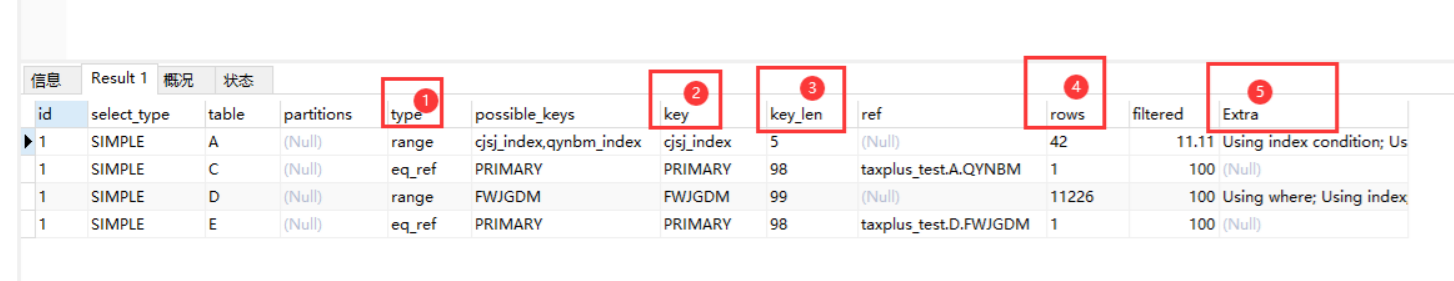 信息 Result 1 概况 状态
1 2 3 4 5
id select_type table partitions type possible_keys key key_len ref rows filtered Extra
1 SIMPLE A (Null) range cjsj_index,qynbm_index cjsj_index 5 (Null) 42 11.11 Using index condition; Us
1 SIMPLE C (Null) eq_ref PRIMARY PRIMARY 98 taxplus_test.A.QYNBM 1 100 (Null)
1 SIMPLE D (Null) range FWJGDM FWJGDM 99 (Null) 11226 100 Using where; Using index,
1 SIMPLE E (Null) eq_ref PRIMARY PRIMARY 98 taxplus_test.D.FWJGDM 1 100 (Null)